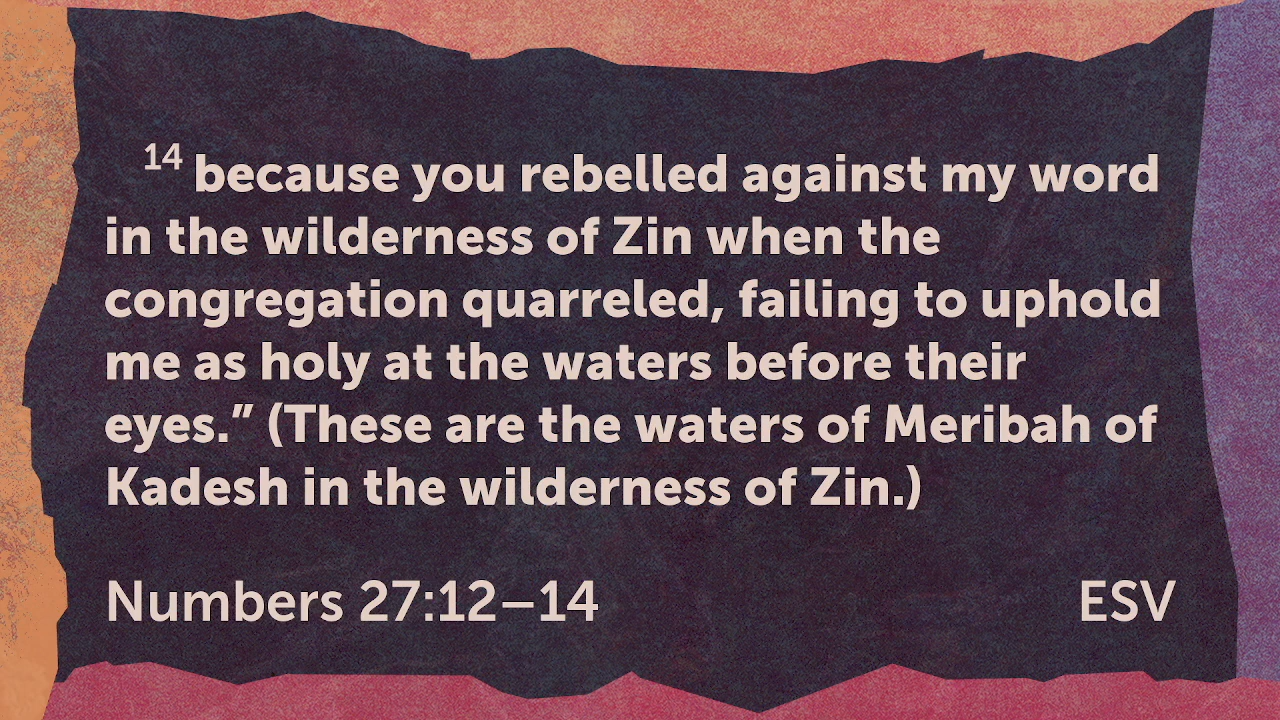 14 because you rebelled against my word
in the wilderness of Zin when the
congregation quarreled, failing to uphold
me as holy at the waters before their
eyes.” (These are the waters of Meribah of
Kadesh in the wilderness of Zin.)
Numbers 27:12–14 ESV